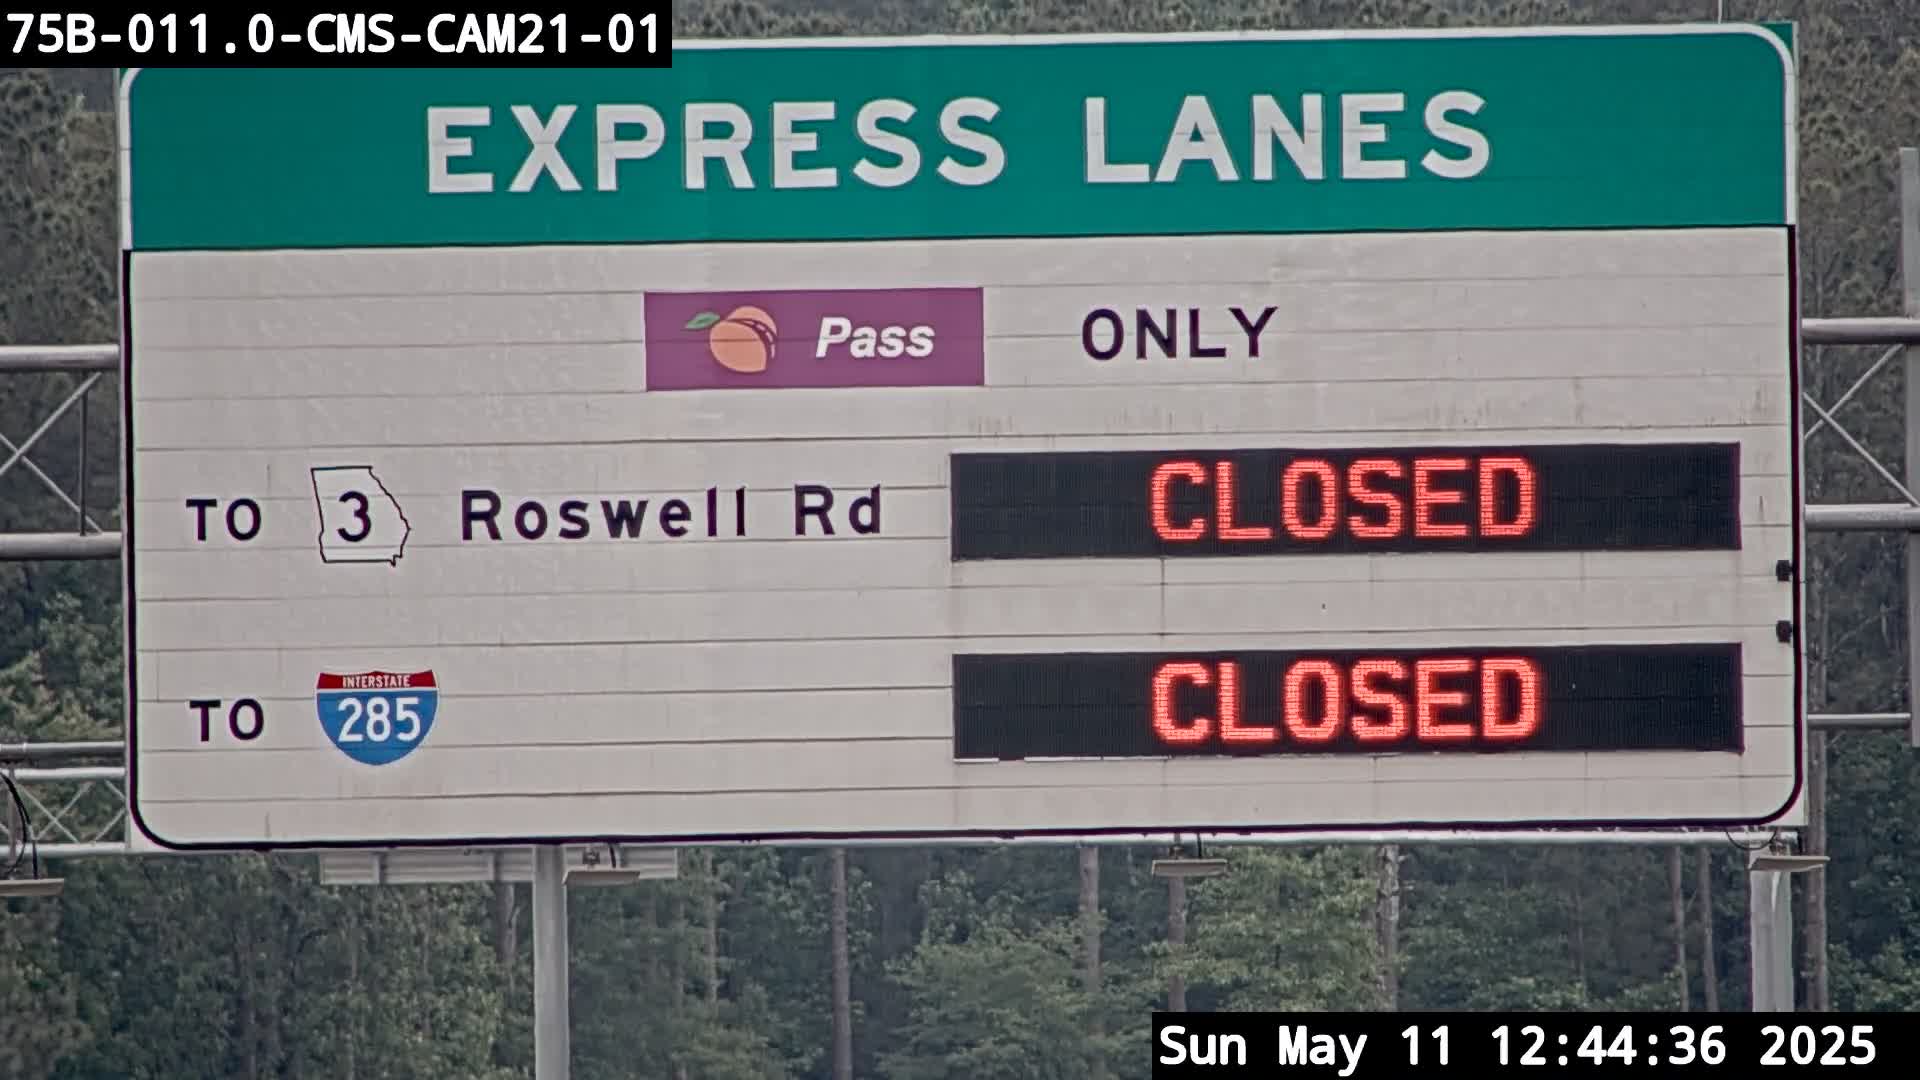 75B-011.0-CMS-CAM21-01
EXPRESS LANES
Pass ONLY
TO 3 Roswell Rd CLOSED
TO INTERSTATE 285 CLOSED
Sun May 11 12:44:36 2025